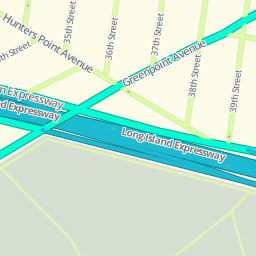 35th Street
36th Street
37th Street
Hunters Point Avenue
Greenpoint Avenue
38th Street
39th Street
Street
Expressway
Expressway
Long Island Expressway